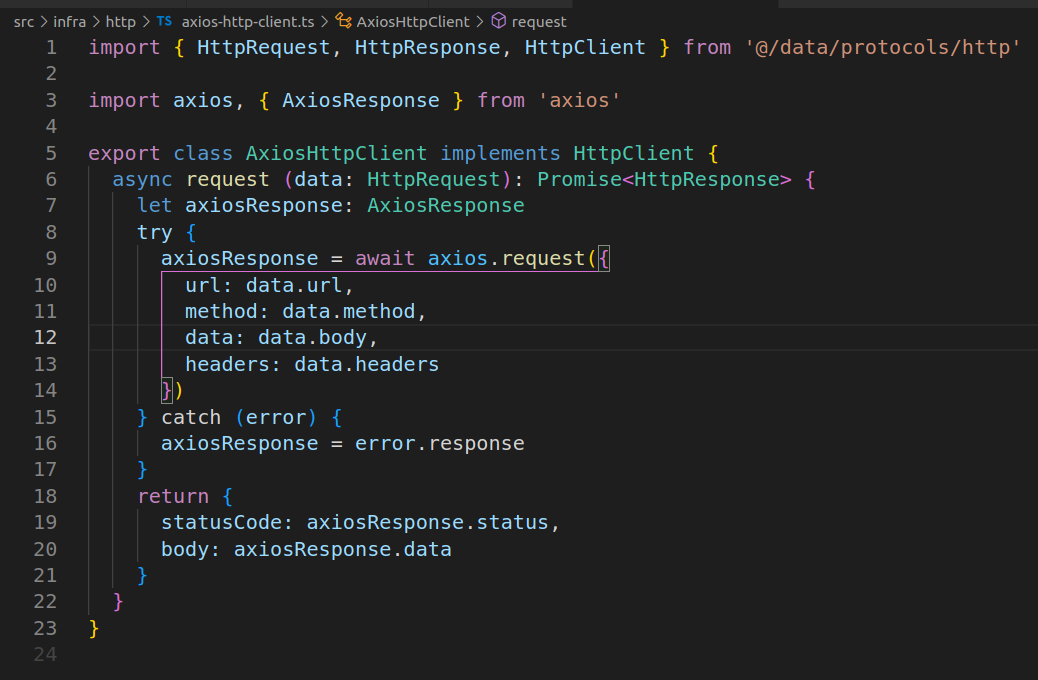 src > infra > http > TS axios-http-client.ts > AxiosHttpClient > request
1 import { HttpRequest, HttpResponse, HttpClient } from '@/data/protocols/http'
2
3 import axios, { AxiosResponse } from 'axios'
4
5 export class AxiosHttpClient implements HttpClient {
6   async request (data: HttpRequest): Promise<HttpResponse> {
7     let axiosResponse: AxiosResponse
8     try {
9       axiosResponse = await axios.request({
10         url: data.url,
11         method: data.method,
12         data: data.body,
13         headers: data.headers
14       })
15     } catch (error) {
16       axiosResponse = error.response
17     }
18     return {
19       statusCode: axiosResponse.status,
20       body: axiosResponse.data
21     }
22   }
23 }
24